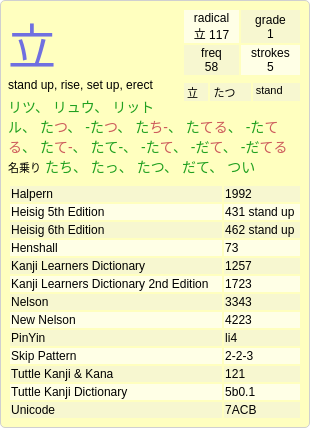 立
radical
立 117
grade
1
freq
58
strokes
5
stand up, rise, set up, erect
立 たつ stand
リツ、 リュウ、 リット
ル、 たつ、 -たつ、 たち-、 たてる、 -たて
る、 たて-、 たて-、 -たて、 -だて、 -だてる
名乗り たち、 たっ、 たつ、 だて、 つい
Halpern 1992
Heisig 5th Edition 431 stand up
Heisig 6th Edition 462 stand up
Henshall 73
Kanji Learners Dictionary 1257
Kanji Learners Dictionary 2nd Edition 1723
Nelson 3343
New Nelson 4223
PinYin li4
Skip Pattern 2-2-3
Tuttle Kanji & Kana 121
Tuttle Kanji Dictionary 5b0.1
Unicode 7ACB